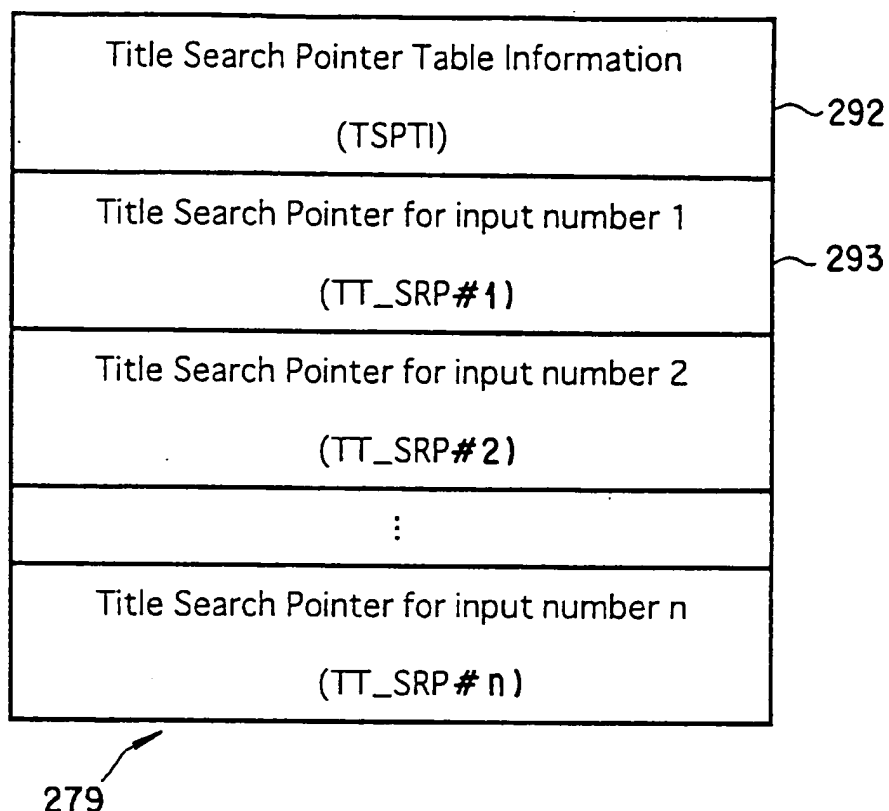 Title Search Pointer Table Information
(TSPTI)
292
Title Search Pointer for input number 1
(TT_SRP#1)
293
Title Search Pointer for input number 2
(TT_SRP#2)
⋮
Title Search Pointer for input number n
(TT_SRP#n)
279